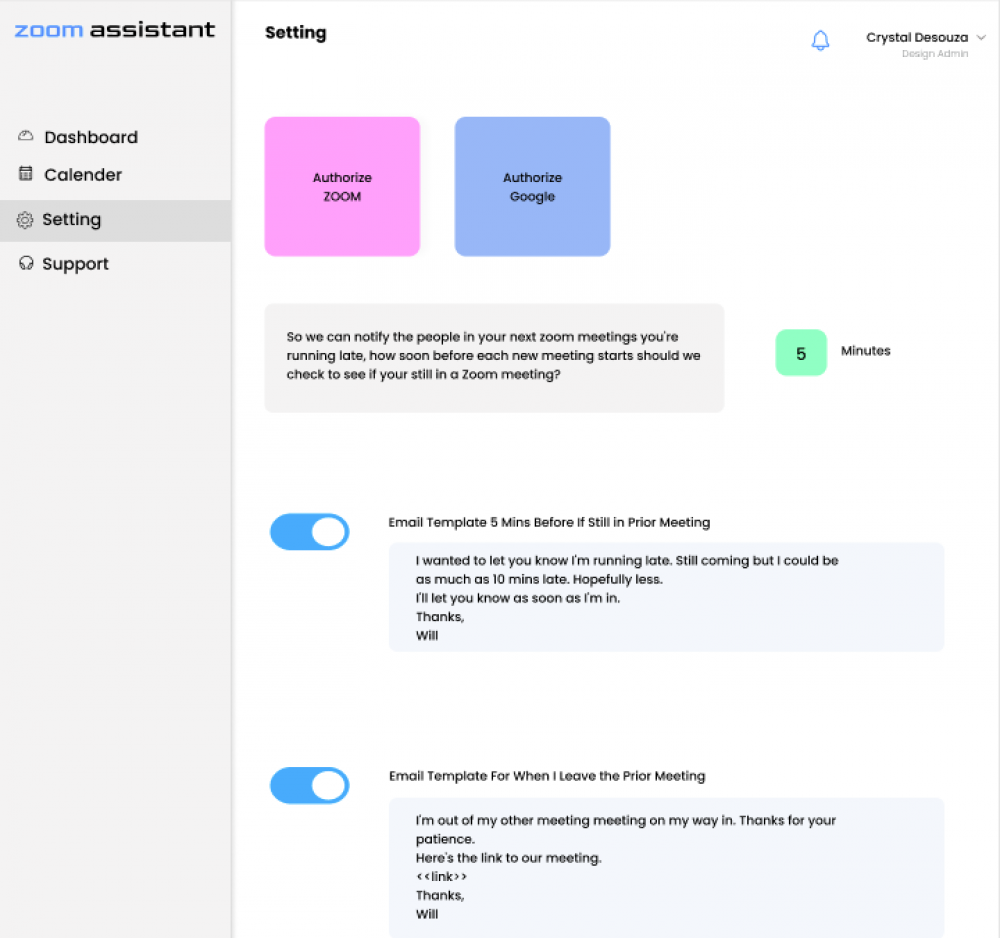 zoom assistant
Setting
Crystal Desouza
Design Admin
Dashboard
Calender
Setting
Support
Authorize
ZOOM
Authorize
Google
So we can notify the people in your next zoom meetings you're
running late, how soon before each new meeting starts should we
check to see if your still in a Zoom meeting?
5
Minutes
Email Template 5 Mins Before If Still in Prior Meeting
I wanted to let you know I'm running late. Still coming but I could be
as much as 10 mins late. Hopefully less.
I'll let you know as soon as I'm in.
Thanks,
Will
Email Template For When I Leave the Prior Meeting
I'm out of my other meeting meeting on my way in. Thanks for your
patience.
Here's the link to our meeting.
<<link>>
Thanks,
Will